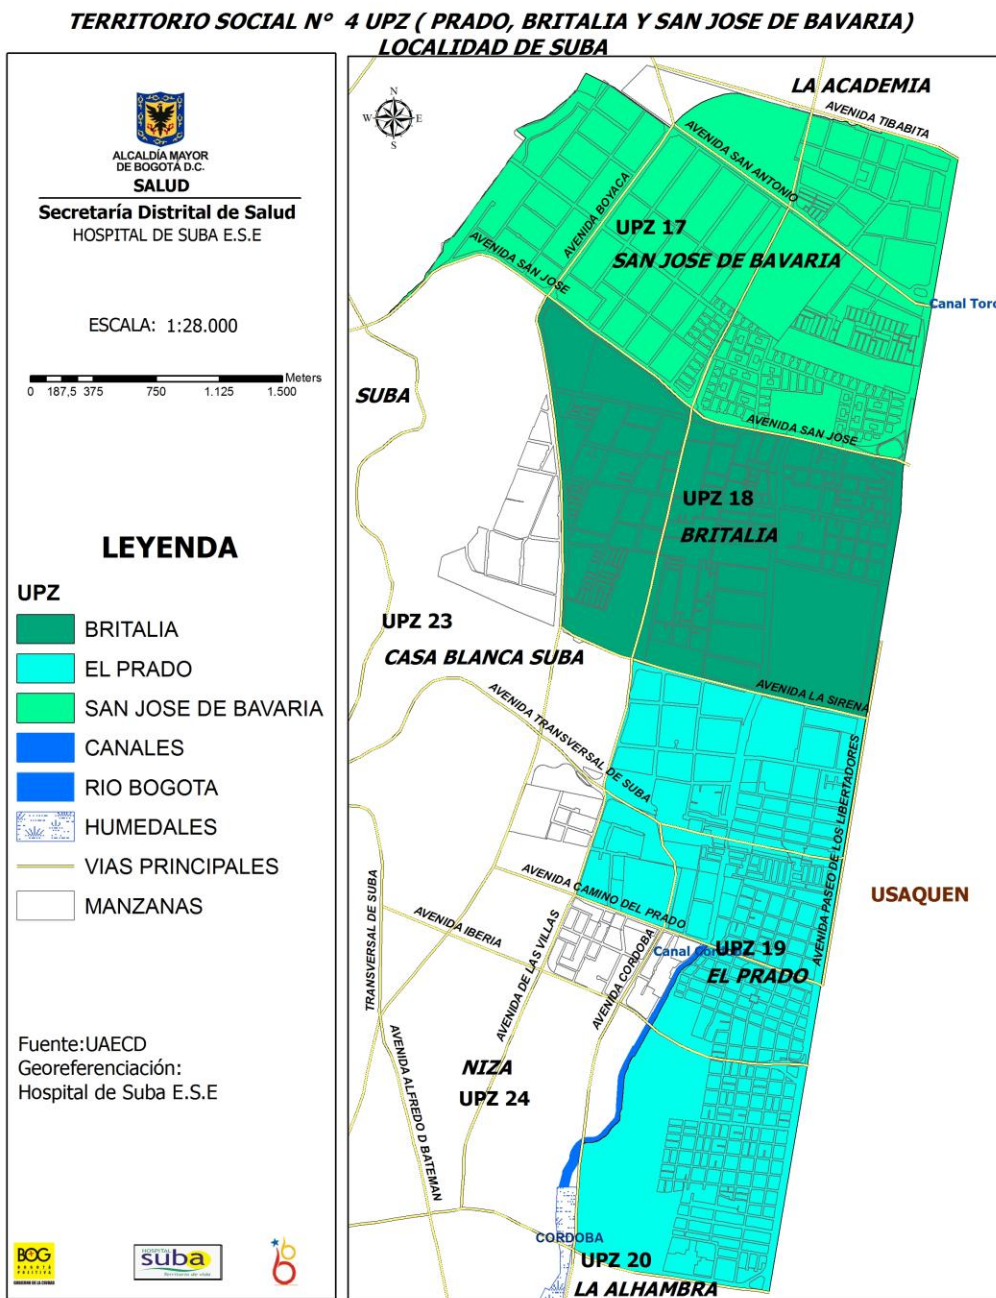 TERRITORIO SOCIAL N° 4 UPZ ( PRADO, BRITALIA Y SAN JOSE DE BAVARIA)
LOCALIDAD DE SUBA
ALCALDÍA MAYOR
DE BOGOTÁ D.C.
SALUD
Secretaría Distrital de Salud
HOSPITAL DE SUBA E.S.E
ESCALA: 1:28.000
Meters
0 187,5 375 750 1.125 1.500
LEYENDA
UPZ
BRITALIA
EL PRADO
SAN JOSE DE BAVARIA
CANALES
RIO BOGOTA
HUMEDALES
VIAS PRINCIPALES
MANZANAS
Fuente:UAECD
Georeferenciación:
Hospital de Suba E.S.E
BOG
BOGOTÁ
POSITIVA
HOSPITAL
suba
N
W E
S
LA ACADEMIA
AVENIDA TIBABITA
AVENIDA SAN ANTONIO
AVENIDA BOYACA
UPZ 17
SAN JOSE DE BAVARIA
AVENIDA SAN JOSE
Canal Torc
SUBA
AVENIDA SAN JOSE
UPZ 18
BRITALIA
UPZ 23
CASA BLANCA SUBA
AVENIDA LA SIRENA
AVENIDA TRANSVERSAL DE SUBA
AVENIDA PASEO DE LOS LIBERTADORES
USAQUEN
TRANSVERSAL DE SUBA
AVENIDA CAMINO DEL PRADO
AVENIDA IBERIA
AVENIDA DE LAS VILLAS
AVENIDA CORDOBA
UPZ 19
EL PRADO
NIZA
UPZ 24
AVENIDA ALFREDO D BATEMAN
CORDOBA
UPZ 20
LA ALHAMBRA